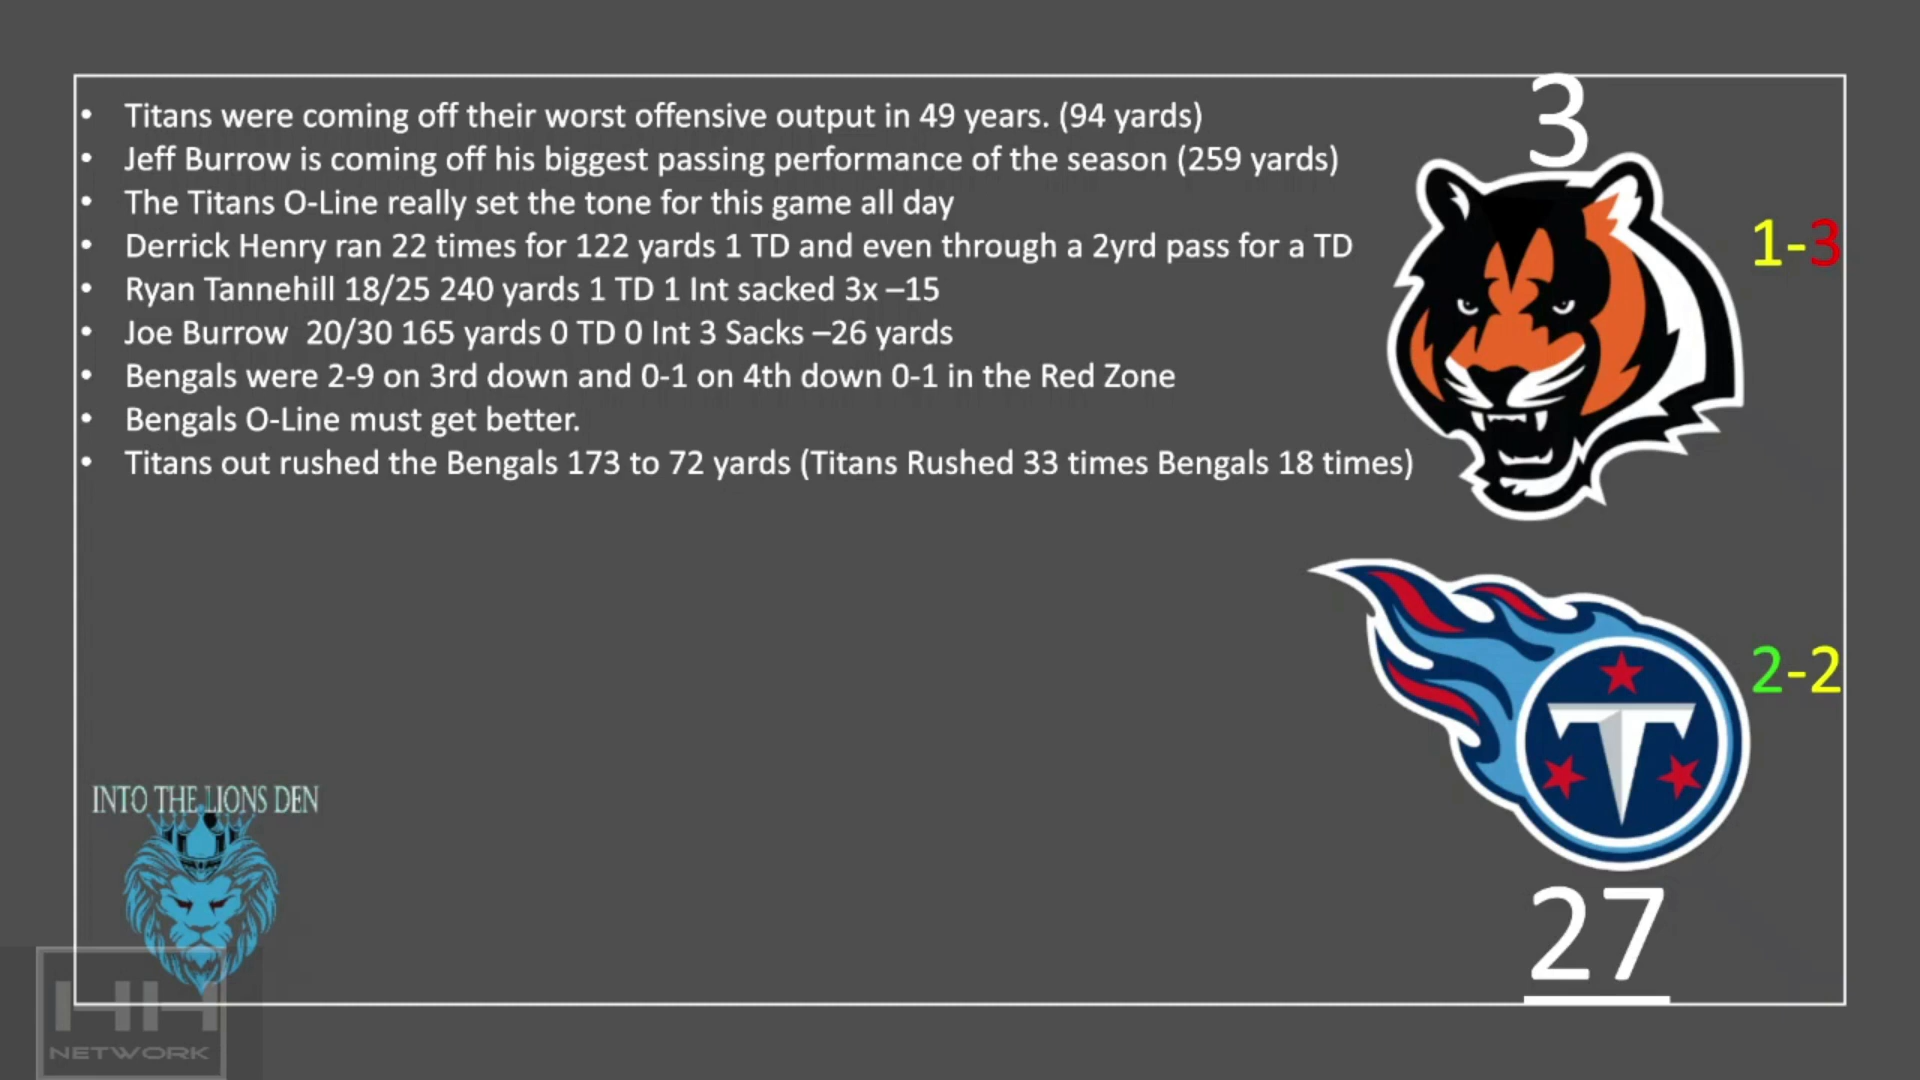 3
• Titans were coming off their worst offensive output in 49 years. (94 yards)
• Jeff Burrow is coming off his biggest passing performance of the season (259 yards)
• The Titans O-Line really set the tone for this game all day
• Derrick Henry ran 22 times for 122 yards 1 TD and even through a 2yrd pass for a TD
• Ryan Tannehill 18/25 240 yards 1 TD 1 Int sacked 3x –15
• Joe Burrow  20/30 165 yards 0 TD 0 Int 3 Sacks –26 yards
• Bengals were 2-9 on 3rd down and 0-1 on 4th down 0-1 in the Red Zone
• Bengals O-Line must get better.
• Titans out rushed the Bengals 173 to 72 yards (Titans Rushed 33 times Bengals 18 times)
1-3
2-2
T
27
INTO THE LIONS DEN
HH
NETWORK